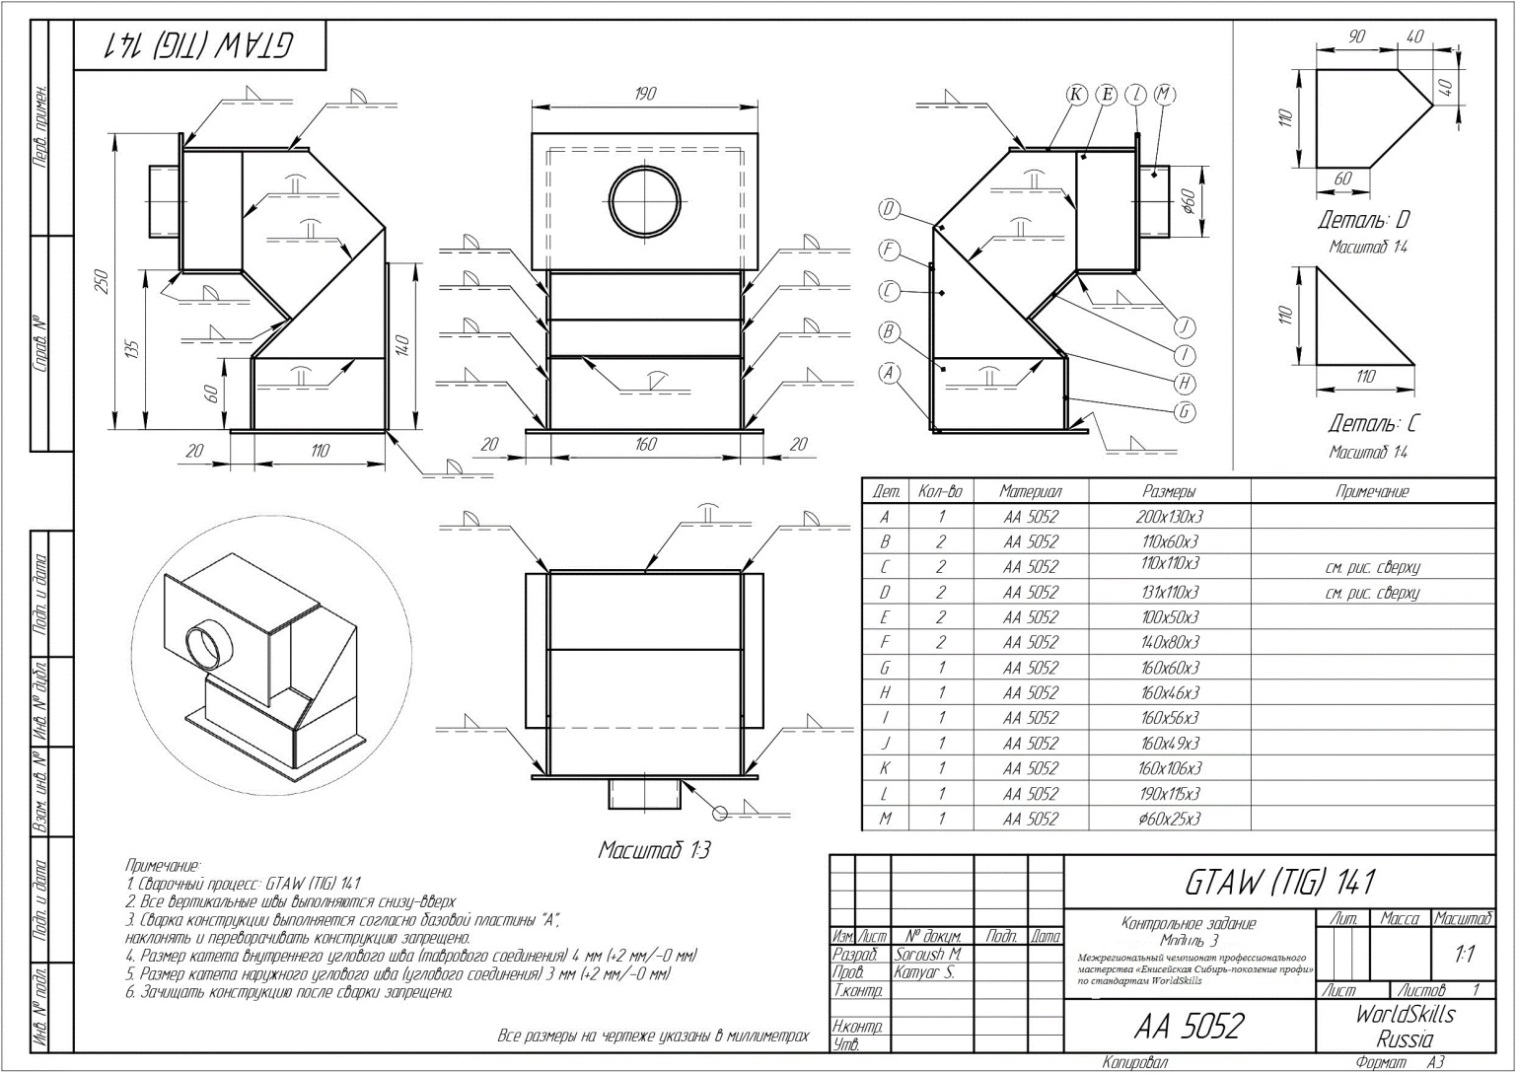 GTAW (TIG) 141
Перв. примен.
Справ. №
Подп. и дата
Инв. № дубл.
Взам. инв. №
Подп. и дата
Инв. № подл.
250
135
60
140
20
110
190
20
160
20
K
E
L
M
D
F
C
B
A
J
I
H
G
⌀60
90
40
40
110
60
Деталь: D
Масштаб 1:4
110
110
Деталь: C
Масштаб 1:4
Дет. Кол-во Материал Размеры Примечание
A 1 AA 5052 200x130x3
B 2 AA 5052 110x60x3
C 2 AA 5052 110x110x3 см. рис. сверху
D 2 AA 5052 131x110x3 см. рис. сверху
E 2 AA 5052 100x50x3
F 2 AA 5052 140x80x3
G 1 AA 5052 160x60x3
H 1 AA 5052 160x46x3
I 1 AA 5052 160x56x3
J 1 AA 5052 160x49x3
K 1 AA 5052 160x106x3
L 1 AA 5052 190x115x3
M 1 AA 5052 ⌀60x25x3
Масштаб 1:3
Примечание:
1. Сварочный процесс: GTAW (TIG) 141
2. Все вертикальные швы выполняются снизу-вверх
3. Сварка конструкции выполняется согласно базовой пластины "А",
наклонять и переворачивать конструкцию запрещено.
4. Размер катета внутреннего углового шва (таврового соединения) 4 мм (+2 мм/-0 мм)
5. Размер катета наружного углового шва (углового соединения) 3 мм (+2 мм/-0 мм)
6. Зачищать конструкцию после сварки запрещено.
Все размеры на чертеже указаны в миллиметрах
Изм. Лист № докум. Подп. Дата
Разраб. Soroush M.
Пров. Kamyar S.
Т.контр.
Н.контр.
Утв.
GTAW (TIG) 141
Контрольное задание
Модиль 3
Межрегиональный чемпионат профессионального
мастерства «Енисейская Сибирь-поколение профи»
по стандартам WorldSkills
AA 5052
Лит. Масса Масштаб
1:1
Лист Листов 1
WorldSkills
Russia
Копировал Формат А3